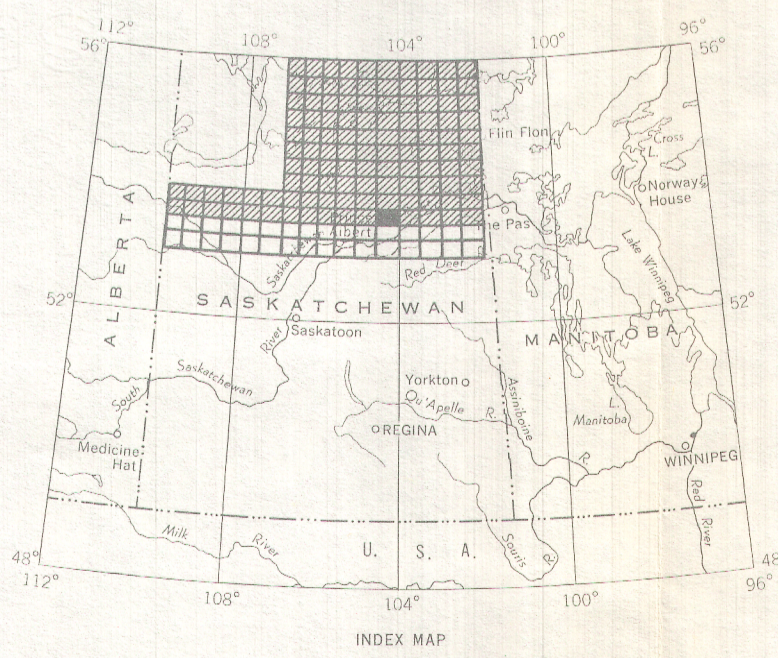 112°
108°
104°
100°
96°
56°
56°
Flin Flon
Cross
L.
Norway
House
The Pas
Prince
Albert
ALBERTA
Lake Winnipeg
Red Deer
52°
SASKATCHEWAN
52°
MANITOBA
Saskatoon
River
Saskatchewan
South
Yorkton
Qu'Apelle
R.
Assiniboine
R.
L.
Manitoba
REGINA
Medicine
Hat
WINNIPEG
Red
River
Milk
River
U. S. A.
Souris
R.
48°
48
112°
108°
104°
100°
96°
INDEX MAP